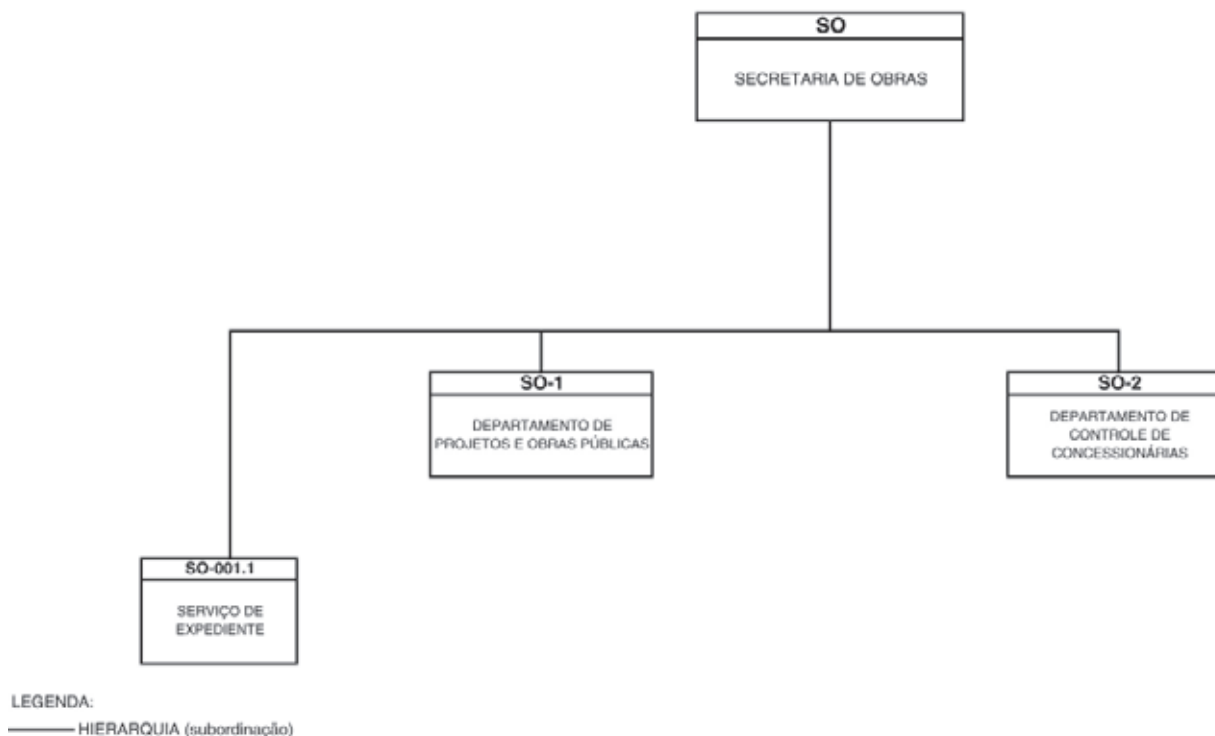 SO
SECRETARIA DE OBRAS
SO-1
DEPARTAMENTO DE
PROJETOS E OBRAS PÚBLICAS
SO-2
DEPARTAMENTO DE
CONTROLE DE
CONCESSIONÁRIAS
SO-001.1
SERVIÇO DE
EXPEDIENTE
LEGENDA:
HIERARQUIA (subordinação)